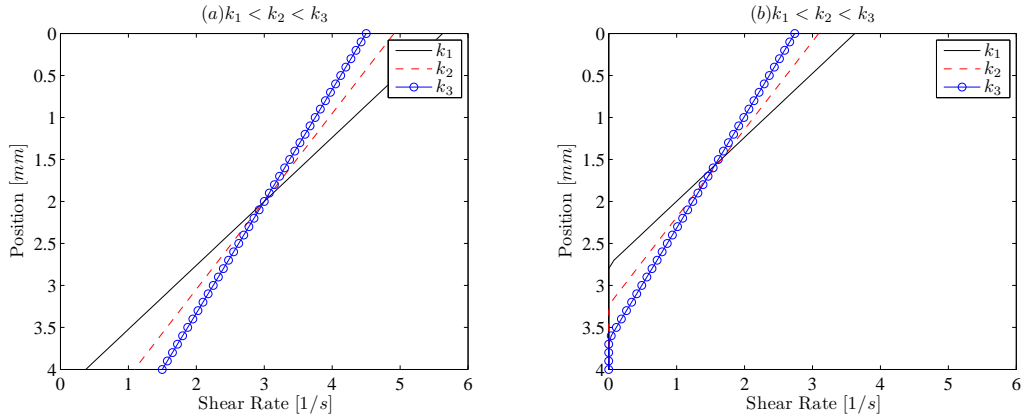 (a)k₁ < k₂ < k₃
0
0.5
1
1.5
2
2.5
3
3.5
4
Position [mm]
0 1 2 3 4 5 6
Shear Rate [1/s]
k₁
k₂
k₃
(b)k₁ < k₂ < k₃
0
0.5
1
1.5
2
2.5
3
3.5
4
Position [mm]
0 1 2 3 4 5 6
Shear Rate [1/s]
k₁
k₂
k₃